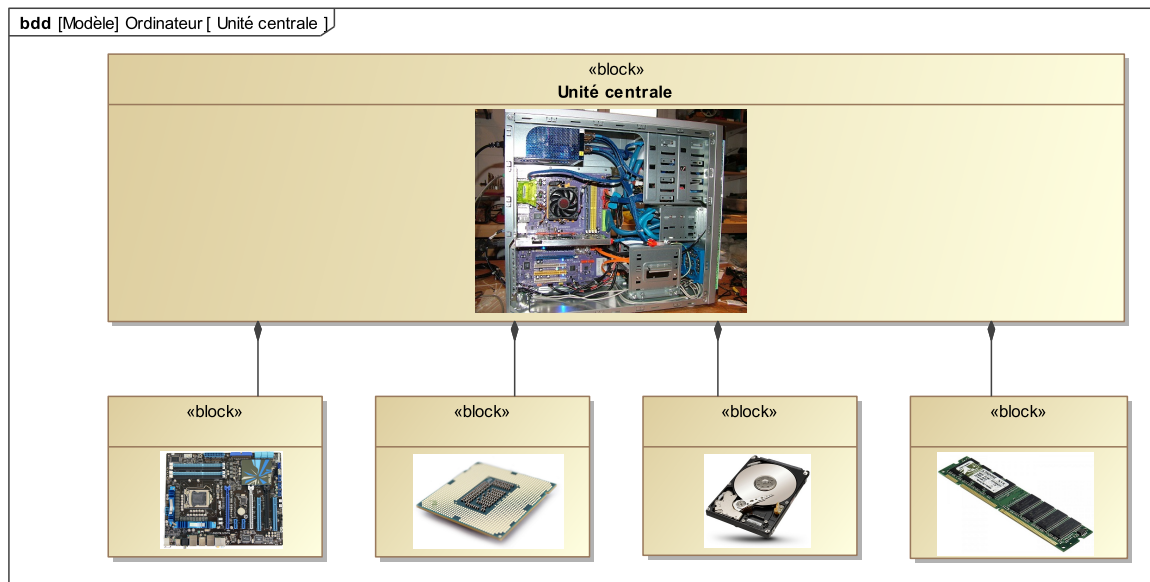 bdd [Modèle] Ordinateur [ Unité centrale ]
«block»
Unité centrale
«block»
«block»
«block»
«block»